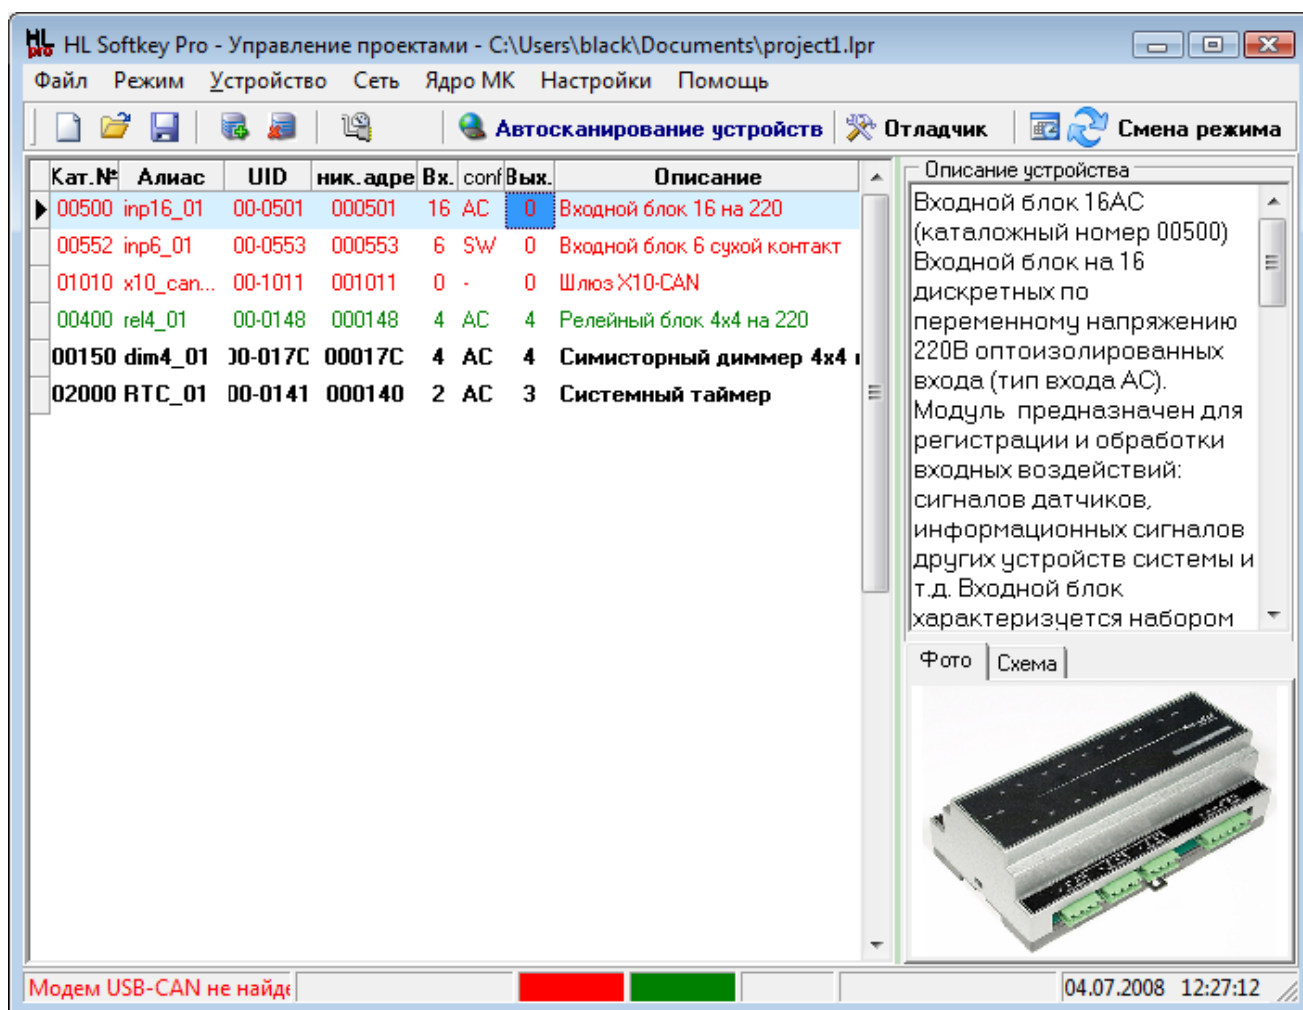 HL pro HL Softkey Pro - Управление проектами - C:\Users\black\Documents\project1.lpr
Файл Режим Устройство Сеть Ядро МК Настройки Помощь
Автосканирование устройств Отладчик Смена режима
Кат.№ Алиас UID ник.адре Вх. conf Вых. Описание
00500 inp16_01 00-0501 000501 16 AC 0 Входной блок 16 на 220
00552 inp6_01 00-0553 000553 6 SW 0 Входной блок 6 сухой контакт
01010 x10_can... 00-1011 001011 0 - 0 Шлюз X10-CAN
00400 rel4_01 00-0148 000148 4 AC 4 Релейный блок 4x4 на 220
00150 dim4_01 00-017C 00017C 4 AC 4 Симисторный диммер 4x4
02000 RTC_01 00-0141 000140 2 AC 3 Системный таймер
Описание устройства
Входной блок 16AC
(каталожный номер 00500)
Входной блок на 16
дискретных по
переменному напряжению
220В оптоизолированных
входа (тип входа AC).
Модуль предназначен для
регистрации и обработки
входных воздействий:
сигналов датчиков,
информационных сигналов
других устройств системы и
т.д. Входной блок
характеризуется набором
Фото Схема
Модем USB-CAN не найде
04.07.2008 12:27:12